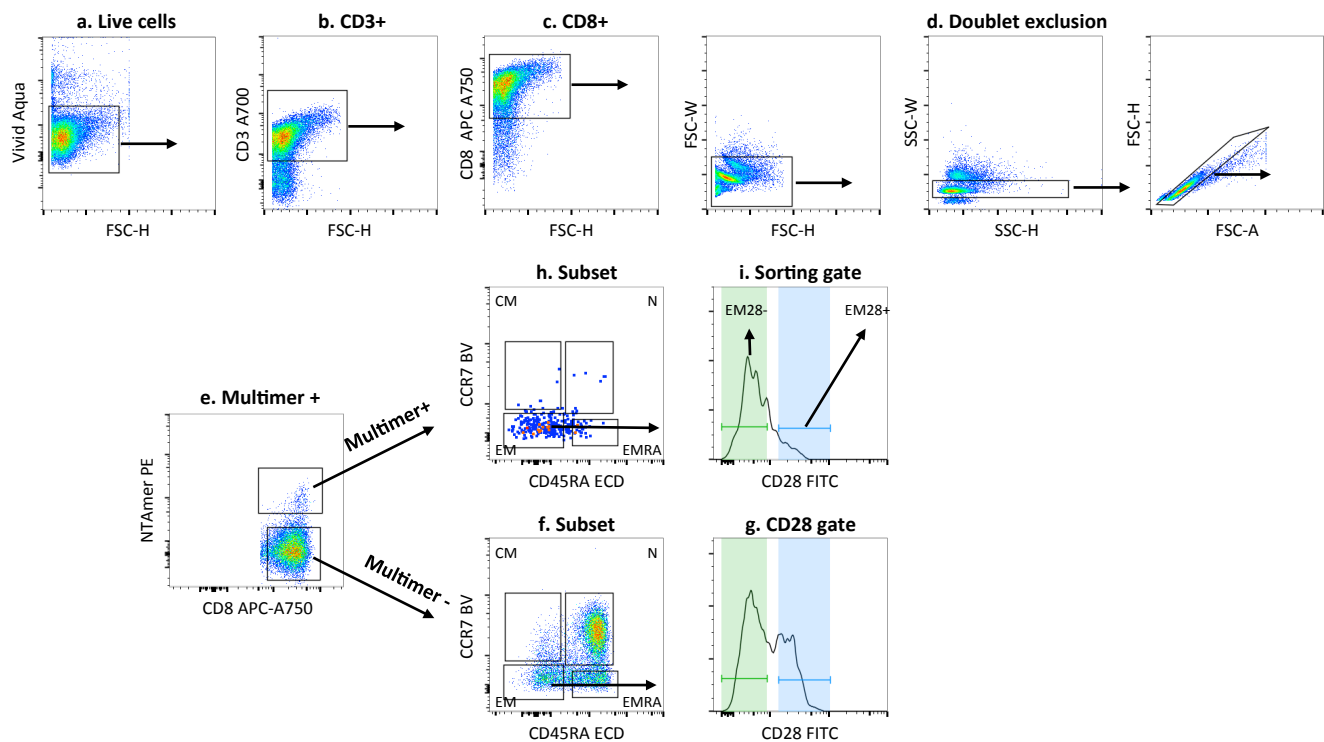 a. Live cells
b. CD3+
c. CD8+
d. Doublet exclusion
Vivid Aqua
FSC-H
CD3 A700
FSC-H
CD8 APC A750
FSC-H
FSC-W
FSC-H
SSC-W
SSC-H
FSC-H
FSC-A
e. Multimer +
NTAmer PE
CD8 APC-A750
Multimer+
Multimer -
h. Subset
CM
N
CCR7 BV
EM
EMRA
CD45RA ECD
i. Sorting gate
EM28-
EM28+
CD28 FITC
f. Subset
CM
N
CCR7 BV
EM
EMRA
CD45RA ECD
g. CD28 gate
CD28 FITC